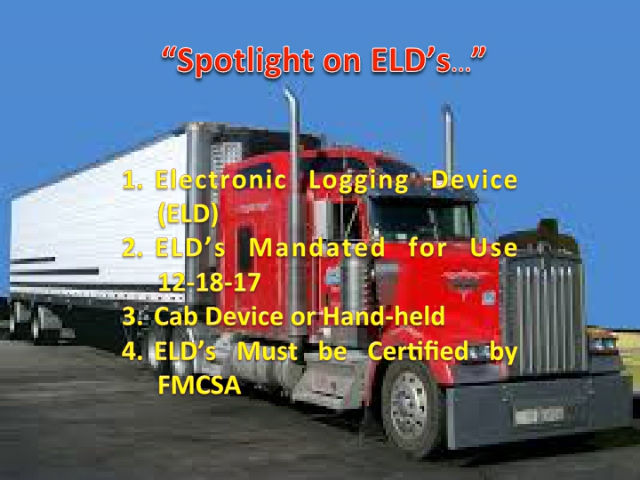 “Spotlight on ELD’s...”
1. Electronic Logging Device
(ELD)
2. ELD’s Mandated for Use
12-18-17
3. Cab Device or Hand-held
4. ELD’s Must be Certified by
FMCSA